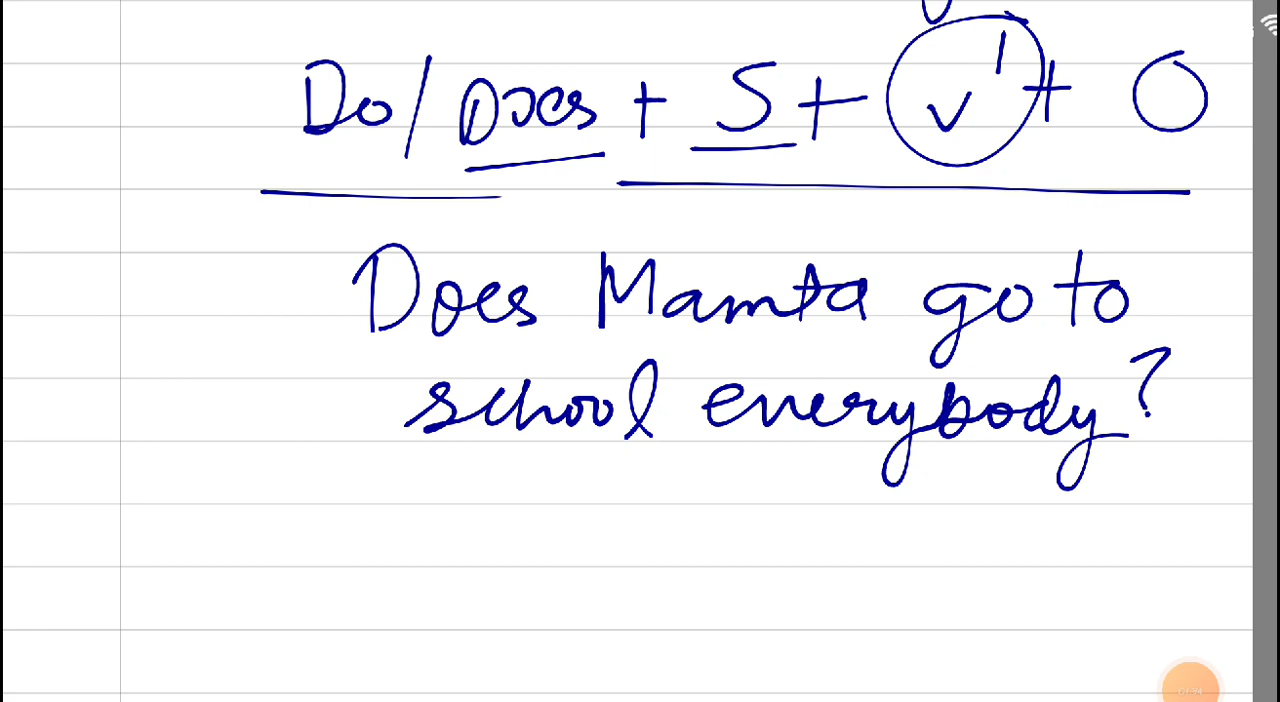 Do/Does + S + V¹ + O
Does Mamta go to
school everybody?